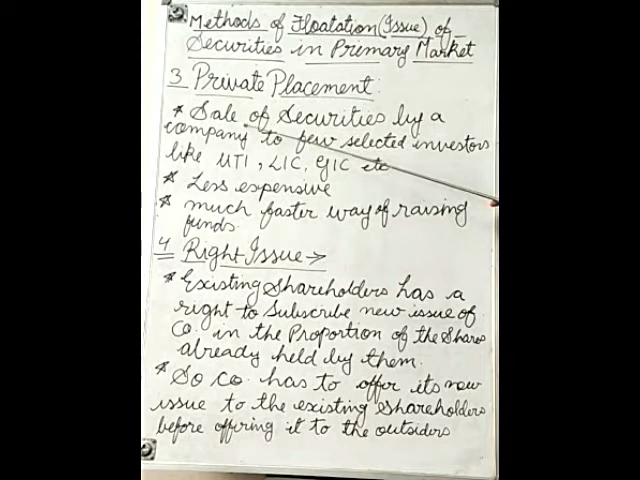 Methods of Floatation (Issue) of
Securities in Primary Market
3 Private Placement:
* Sale of Securities by a
company to few selected investors
like UTI, LIC, GIC etc
* Less expensive
* much faster way of raising
funds.
4 Right Issue →
* Existing Shareholders has a
right to Subscribe new issue of
Co. in the Proportion of the Shares
already held by them.
* So Co. has to offer its new
issue to the existing Shareholders
before offering it to the outsiders